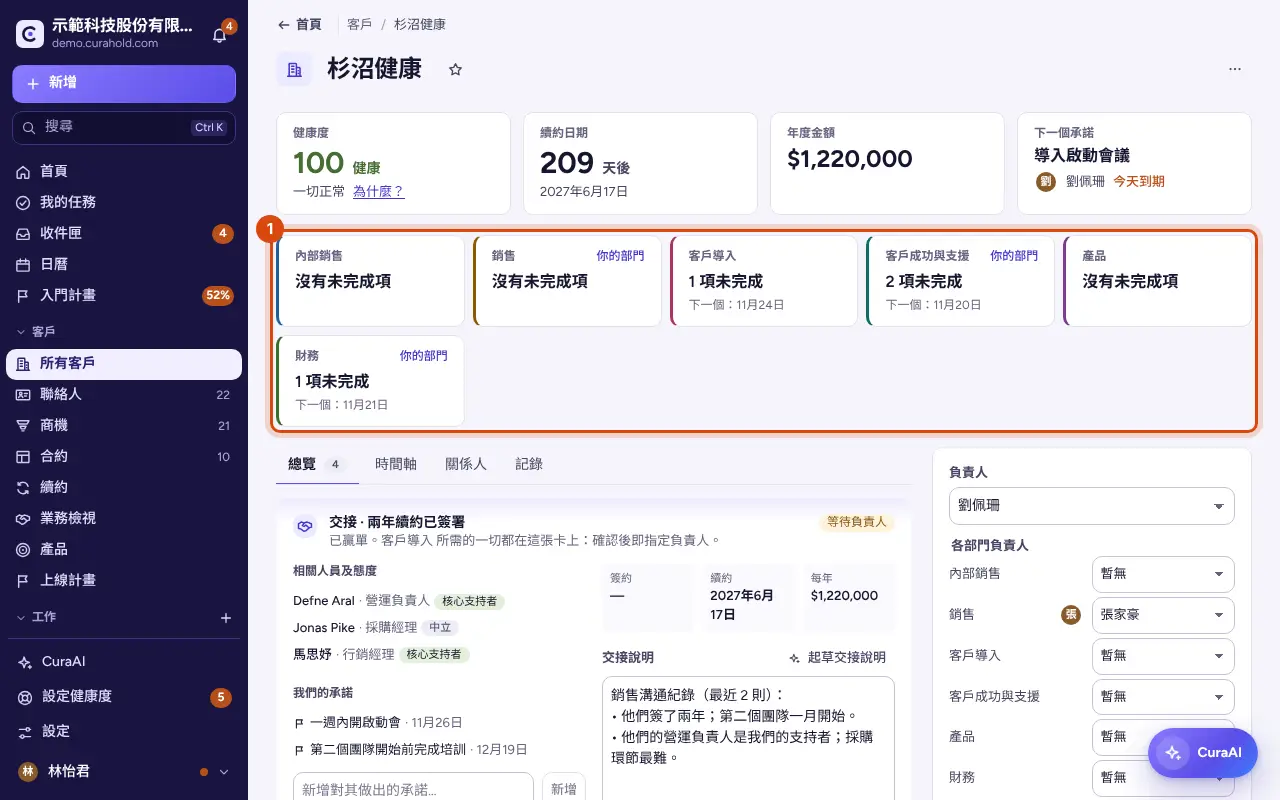 示範科技股份有限...
demo.curahold.com
4
新增
搜尋
Ctrl K
首頁
我的任務
收件匣
4
日曆
入門計畫
52%
客戶
所有客戶
聯絡人
22
商機
21
合約
10
續約
業務檢視
產品
上線計畫
工作
CuraAI
設定健康度
5
設定
林
林怡君
← 首頁
客戶 / 杉沼健康
杉沼健康
健康度
100 健康
一切正常 為什麼？
續約日期
209 天後
2027年6月17日
年度金額
$1,220,000
下一個承諾
導入啟動會議
劉 劉佩珊 今天到期
1
內部銷售
沒有未完成項
銷售 你的部門
沒有未完成項
客戶導入
1 項未完成
下一個：11月24日
客戶成功與支援 你的部門
2 項未完成
下一個：11月20日
產品
沒有未完成項
財務 你的部門
1 項未完成
下一個：11月21日
總覽 4
時間軸
關係人
記錄
交接 · 兩年續約已簽署
等待負責人
已贏單。客戶導入 所需的一切都在這張卡上：確認後即指定負責人。
相關人員及態度
Defne Aral · 營運負責人 核心支持者
Jonas Pike · 採購經理 中立
馬思妤 · 行銷經理 核心支持者
我們的承諾
一週內開啟動會 · 11月26日
第二個團隊開始前完成培訓 · 12月19日
新增對其做出的承諾...
新增
簽約
—
續約
2027年6月
17日
每年
$1,220,000
交接說明
起草交接說明
銷售溝通紀錄（最近 2 則）：
• 他們簽了兩年；第二個團隊一月開始。
• 他們的營運負責人是我們的支持者；採購
環節最難。
負責人
劉佩珊
各部門負責人
內部銷售
暫無
銷售
張
張家豪
客戶導入
暫無
客戶成功與支援
暫無
產品
暫無
財務
暫無
CuraAI